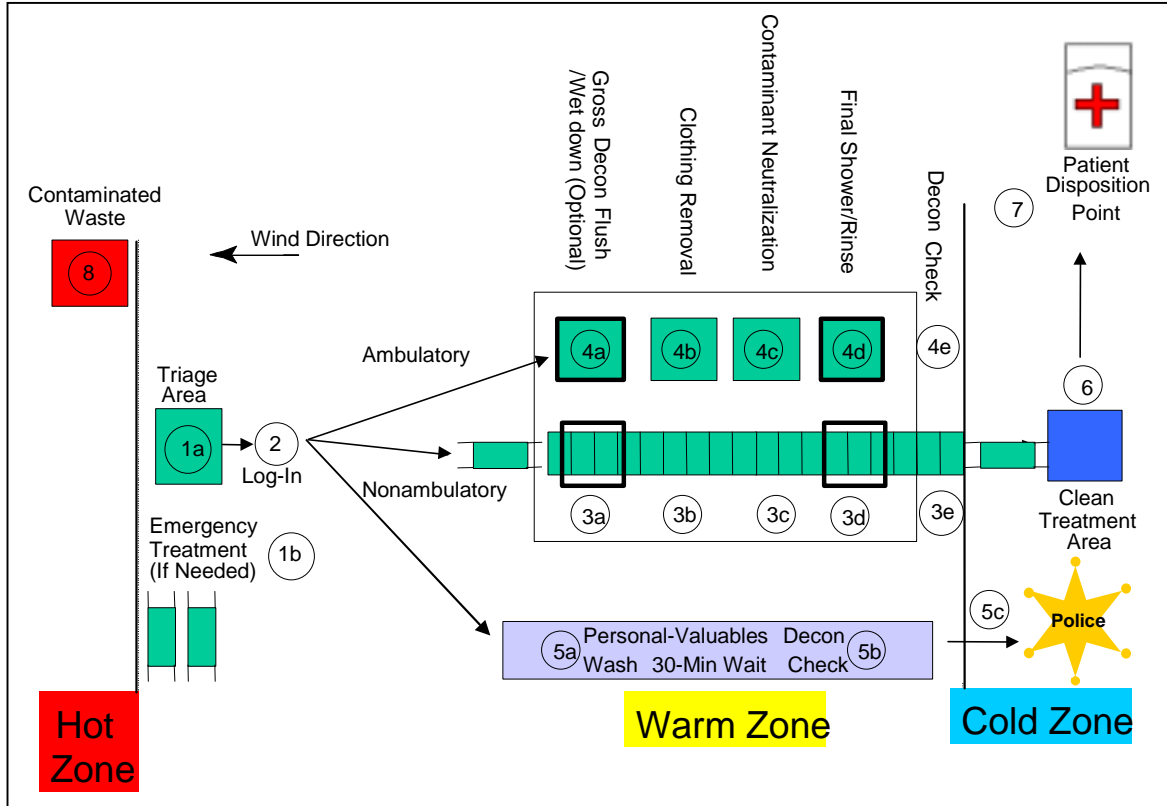 Gross Decon Flush
/Wet down (Optional)
Clothing Removal
Contaminant Neutralization
Final Shower/Rinse
Decon Check
Contaminated
Waste
8
Wind Direction
Patient
Disposition
Point
7
Triage
Area
1a
2
Log-In
Ambulatory
Nonambulatory
4a
4b
4c
4d
4e
3a
3b
3c
3d
3e
6
Clean
Treatment
Area
Emergency
Treatment
(If Needed)
1b
5a
Personal-Valuables Decon
Wash 30-Min Wait Check
5b
5c
Police
Hot
Zone
Warm Zone
Cold Zone